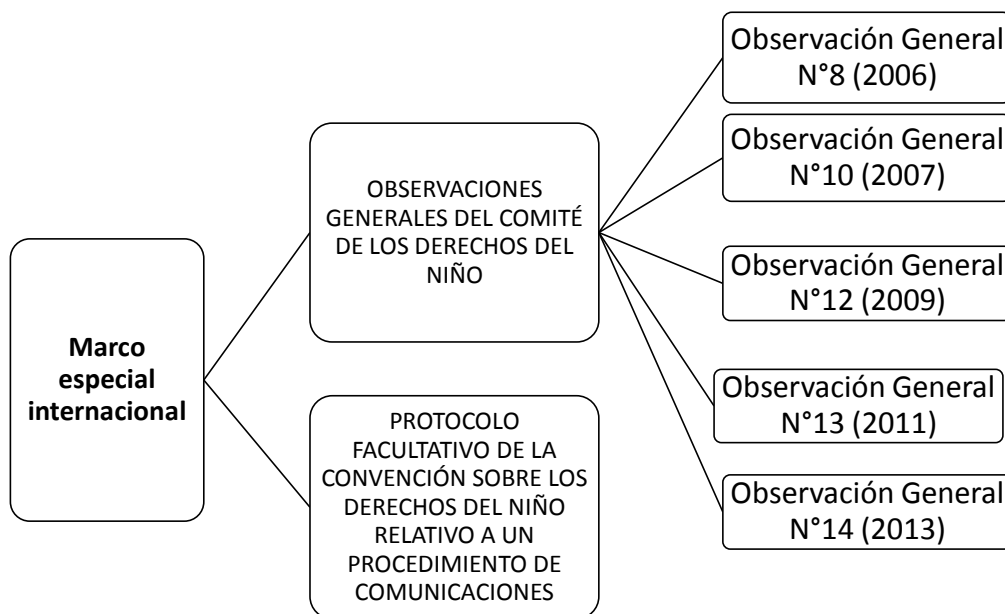 Marco
especial
internacional
OBSERVACIONES
GENERALES DEL COMITÉ
DE LOS DERECHOS DEL
NIÑO
PROTOCOLO
FACULTATIVO DE LA
CONVENCIÓN SOBRE LOS
DERECHOS DEL NIÑO
RELATIVO A UN
PROCEDIMIENTO DE
COMUNICACIONES
Observación General
N°8 (2006)
Observación General
N°10 (2007)
Observación General
N°12 (2009)
Observación General
N°13 (2011)
Observación General
N°14 (2013)